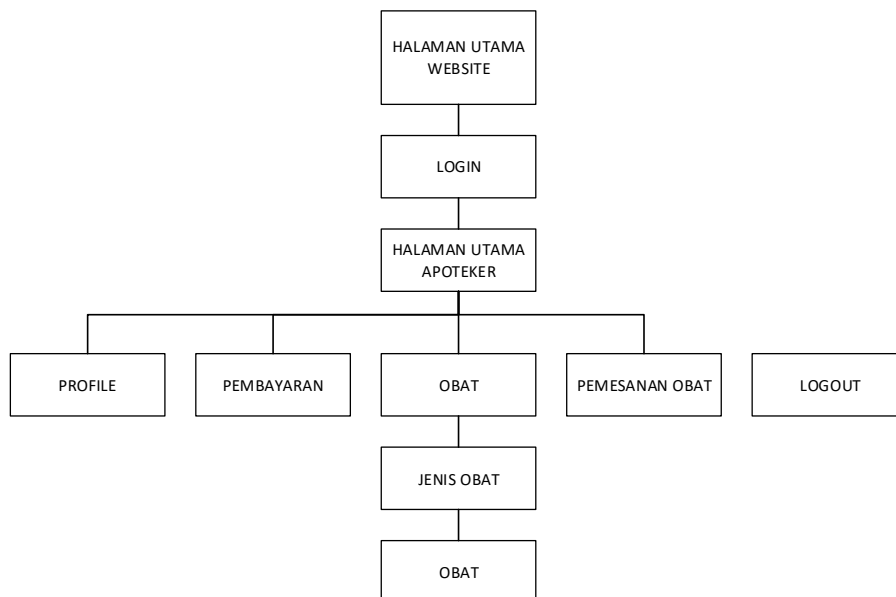 HALAMAN UTAMA
WEBSITE
LOGIN
HALAMAN UTAMA
APOTEKER
PROFILE
PEMBAYARAN
OBAT
PEMESANAN OBAT
LOGOUT
JENIS OBAT
OBAT